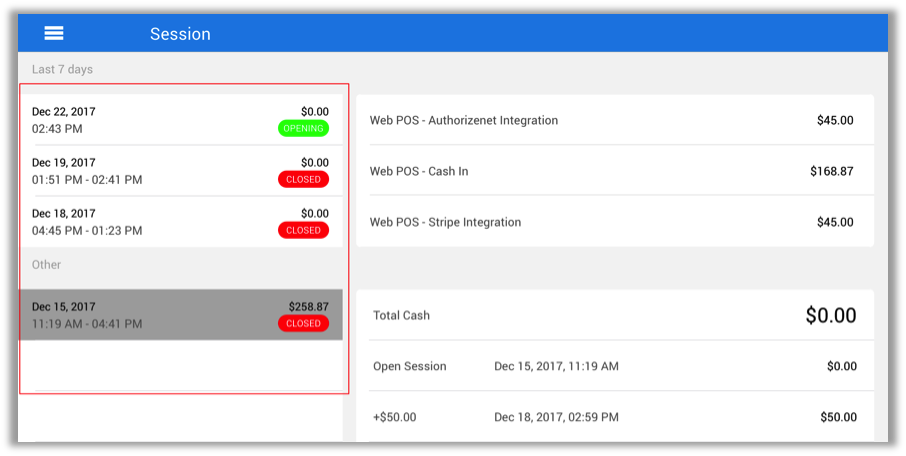 Session
Last 7 days
Dec 22, 2017 $0.00
02:43 PM OPENING
Dec 19, 2017 $0.00
01:51 PM - 02:41 PM CLOSED
Dec 18, 2017 $0.00
04:45 PM - 01:23 PM CLOSED
Other
Dec 15, 2017 $258.87
11:19 AM - 04:41 PM CLOSED
Web POS - Authorizenet Integration $45.00
Web POS - Cash In $168.87
Web POS - Stripe Integration $45.00
Total Cash $0.00
Open Session Dec 15, 2017, 11:19 AM $0.00
+$50.00 Dec 18, 2017, 02:59 PM $50.00